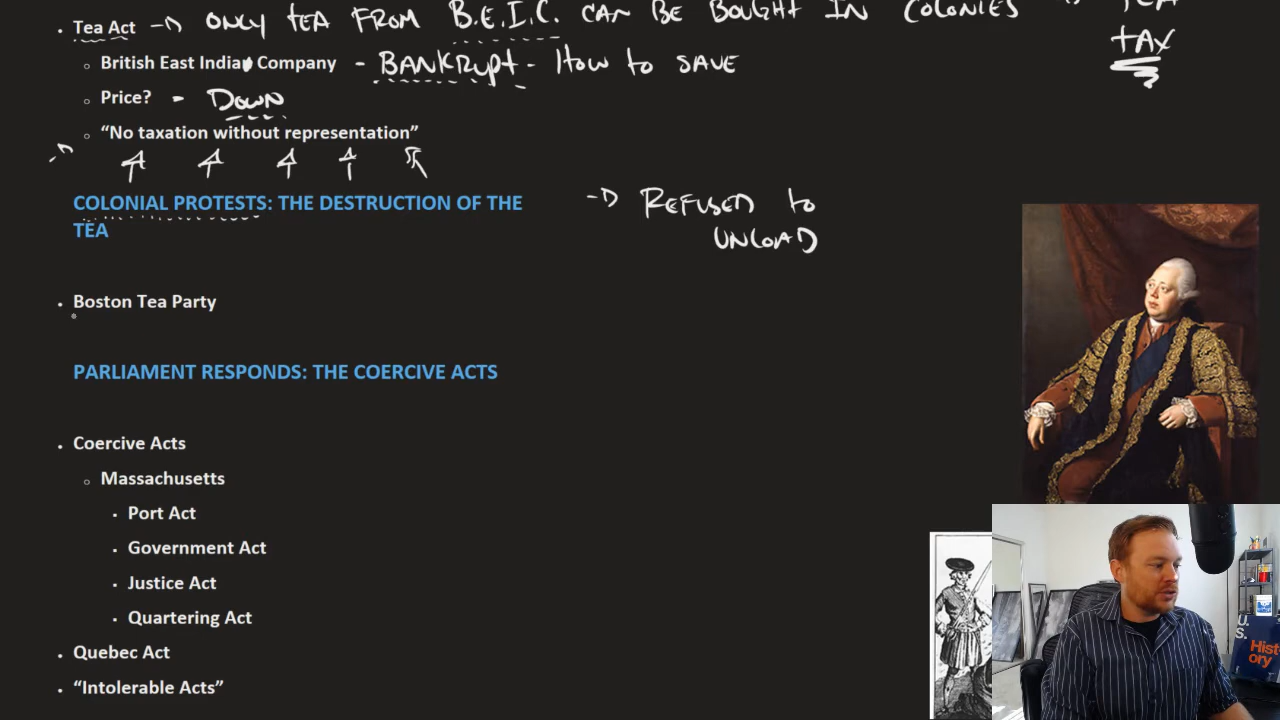 • Tea Act → ONLY TEA FROM B.E.I.C. CAN BE BOUGHT IN COLONIES → TEA
TAX
○ British East India Company - BANKRUPT - HOW TO SAVE
○ Price? - DOWN
○ “No taxation without representation”
COLONIAL PROTESTS: THE DESTRUCTION OF THE → REFUSED TO
TEA UNLOAD
• Boston Tea Party
PARLIAMENT RESPONDS: THE COERCIVE ACTS
• Coercive Acts
○ Massachusetts
▪ Port Act
▪ Government Act
▪ Justice Act
▪ Quartering Act
• Quebec Act
• “Intolerable Acts”
U.
S.
Hist
ory